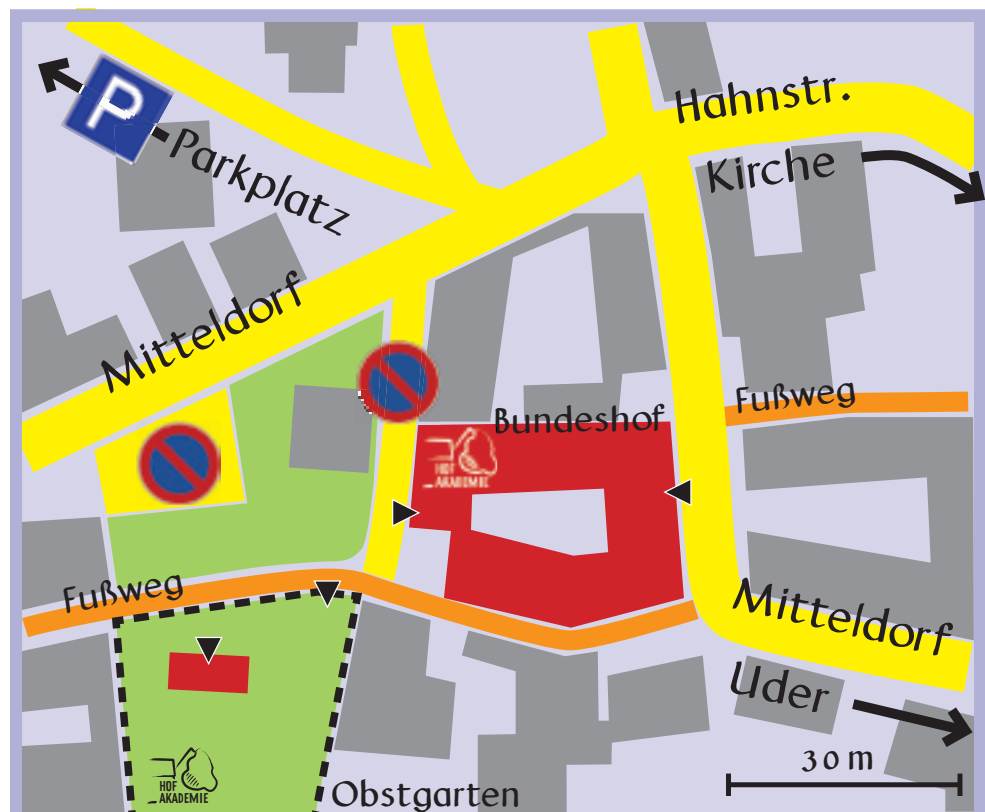 Hahnstr.
P
Parkplatz
Kirche
Mitteldorf
Fußweg
Bundeshof
HOF
AKADEMIE
Fußweg
Mitteldorf
Uder
30 m
HOF
AKADEMIE
Obstgarten